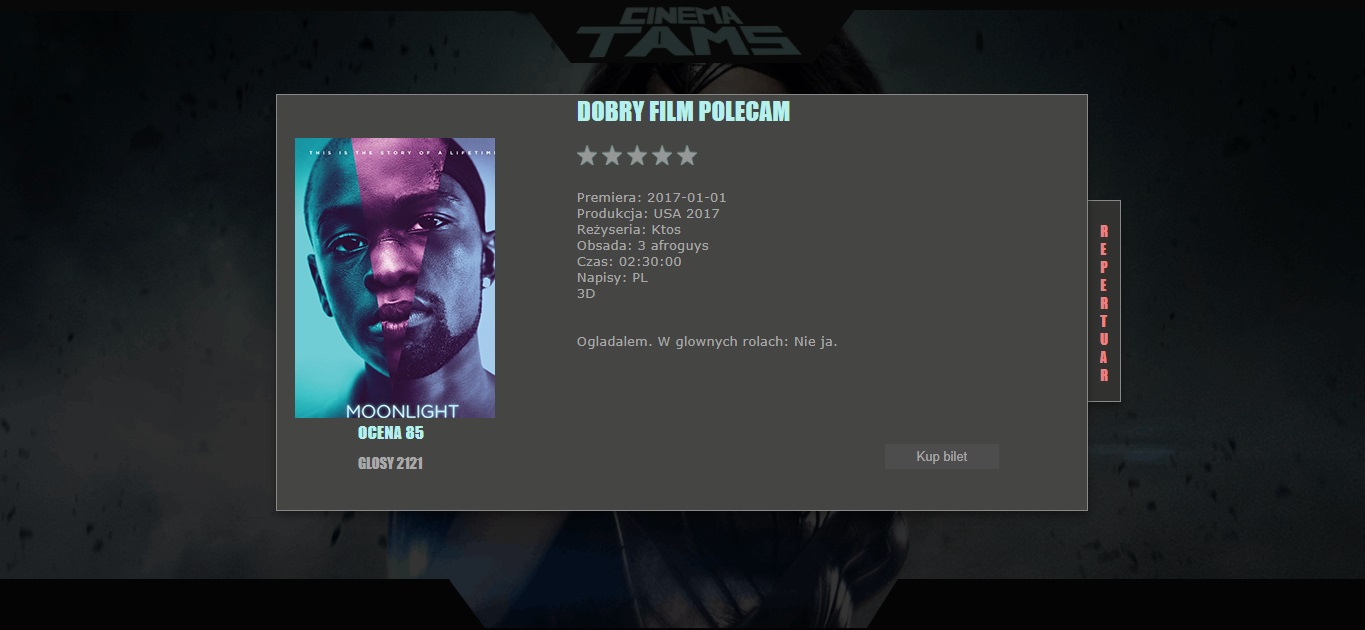 CINEMA
TAMS
DOBRY FILM POLECAM
THIS IS THE STORY OF A LIFETIM
Premiera: 2017-01-01
Produkcja: USA 2017
Reżyseria: Ktos
Obsada: 3 afroguys
Czas: 02:30:00
Napisy: PL
3D
Ogladalem. W glownych rolach: Nie ja.
MOONLIGHT
OCENA 85
GLOSY 2121
Kup bilet
REPERTUAR